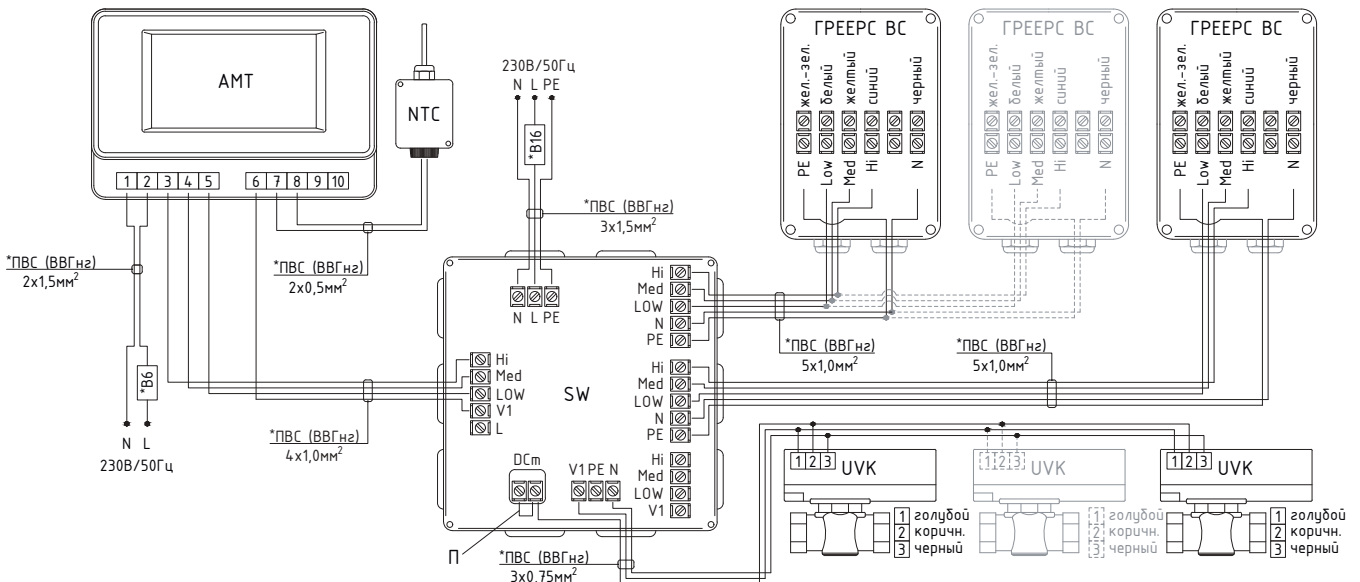 АМТ
1 2 3 4 5 6 7 8 9 10
NTC
*ПВС (ВВГнг)
2x1,5мм²
*ПВС (ВВГнг)
2x0,5мм²
*В6
N L
230В/50Гц
*ПВС (ВВГнг)
4x1,0мм²
230В/50Гц
N L PE
*В16
*ПВС (ВВГнг)
3x1,5мм²
N L PE
SW
Hi
Med
LOW
V1
L
DCm
П
V1 PE N
*ПВС (ВВГнг)
3x0,75мм²
Hi
Med
LOW
N
PE
Hi
Med
LOW
N
PE
Hi
Med
LOW
V1
*ПВС (ВВГнг)
5x1,0мм²
*ПВС (ВВГнг)
5x1,0мм²
ГРЕЕРС ВС
жел.-зел.
белый
желтый
синий
черный
PE
Low
Med
Hi
N
ГРЕЕРС ВС
жел.-зел.
белый
желтый
синий
черный
PE
Low
Med
Hi
N
ГРЕЕРС ВС
жел.-зел.
белый
желтый
синий
черный
PE
Low
Med
Hi
N
1 2 3
UVK
1 голубой
2 коричн.
3 черный
1 2 3
UVK
1 голубой
2 коричн.
3 черный
1 2 3
UVK
1 голубой
2 коричн.
3 черный